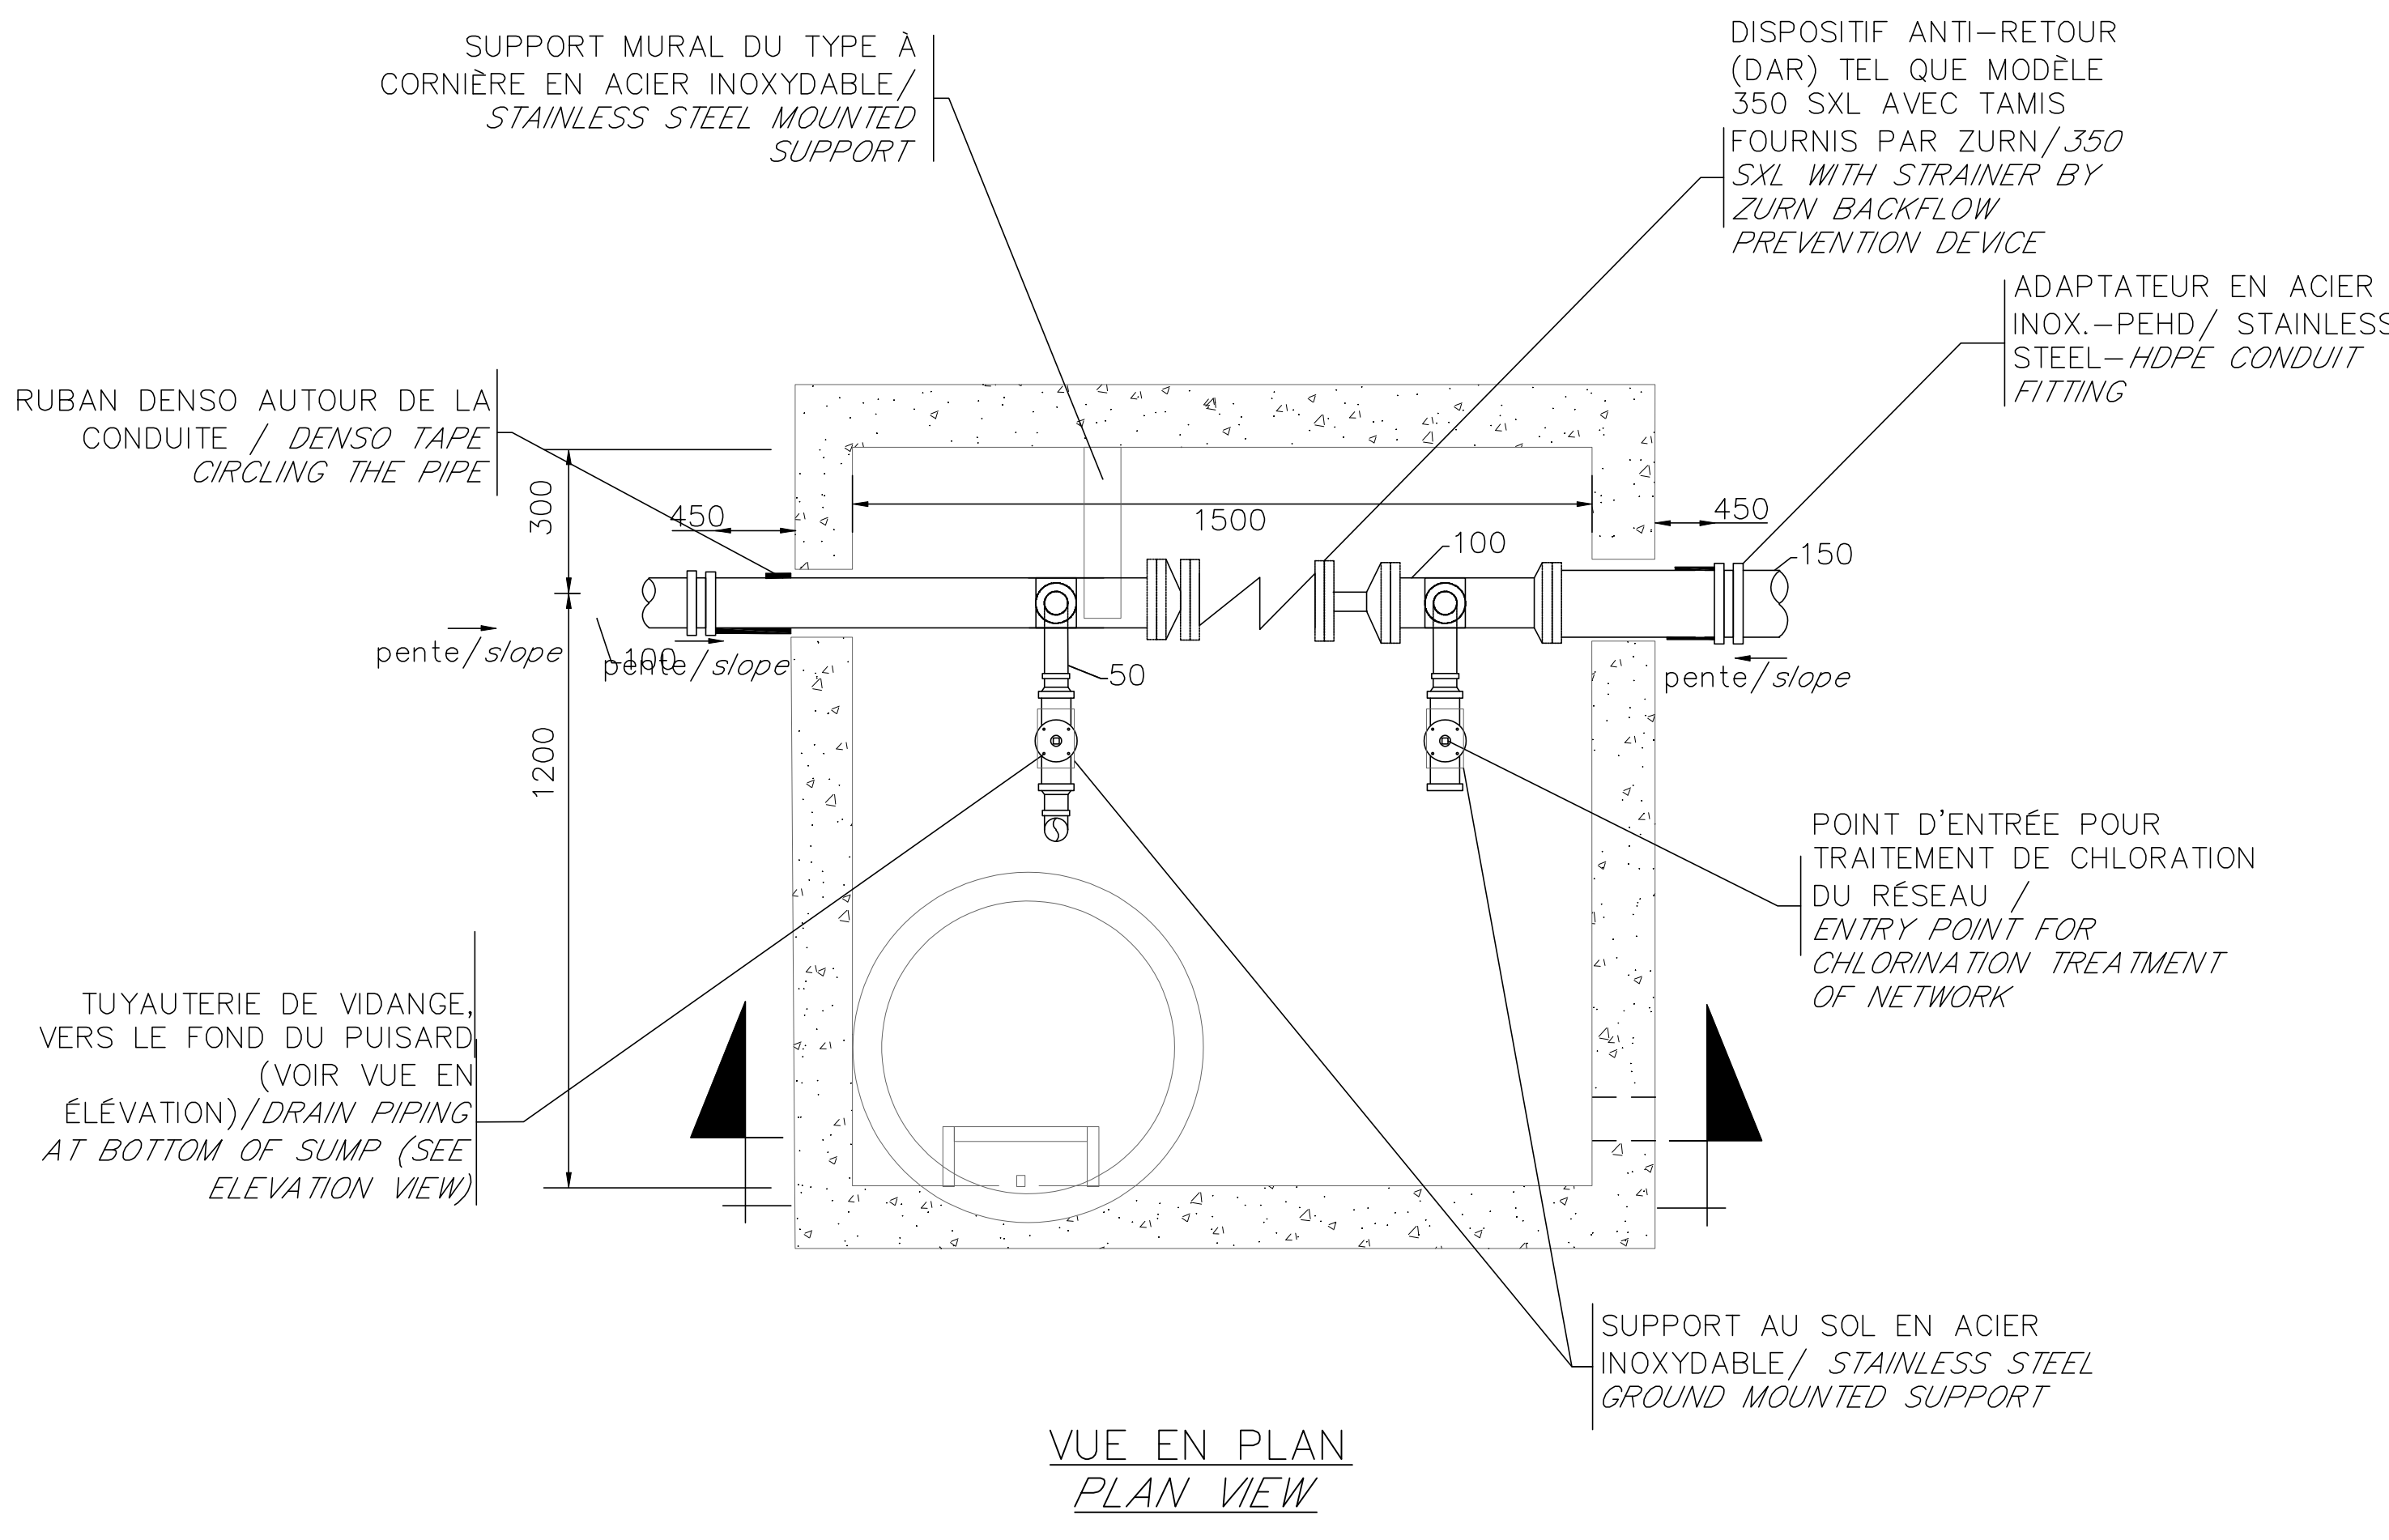 SUPPORT MURAL DU TYPE À
CORNIÈRE EN ACIER INOXYDABLE/
STAINLESS STEEL MOUNTED
SUPPORT
DISPOSITIF ANTI-RETOUR
(DAR) TEL QUE MODÈLE
350 SXL AVEC TAMIS
FOURNIS PAR ZURN/350
SXL WITH STRAINER BY
ZURN BACKFLOW
PREVENTION DEVICE
ADAPTATEUR EN ACIER
INOX.-PEHD/ STAINLESS
STEEL-HDPE CONDUIT
FITTING
RUBAN DENSO AUTOUR DE LA
CONDUITE / DENSO TAPE
CIRCLING THE PIPE
300
450
1500
450
100
150
pente/slope
100
pente/slope
50
pente/slope
1200
POINT D'ENTRÉE POUR
TRAITEMENT DE CHLORATION
DU RÉSEAU /
ENTRY POINT FOR
CHLORINATION TREATMENT
OF NETWORK
TUYAUTERIE DE VIDANGE,
VERS LE FOND DU PUISARD
(VOIR VUE EN
ÉLÉVATION)/DRAIN PIPING
AT BOTTOM OF SUMP (SEE
ELEVATION VIEW)
SUPPORT AU SOL EN ACIER
INOXYDABLE/ STAINLESS STEEL
GROUND MOUNTED SUPPORT
VUE EN PLAN
PLAN VIEW